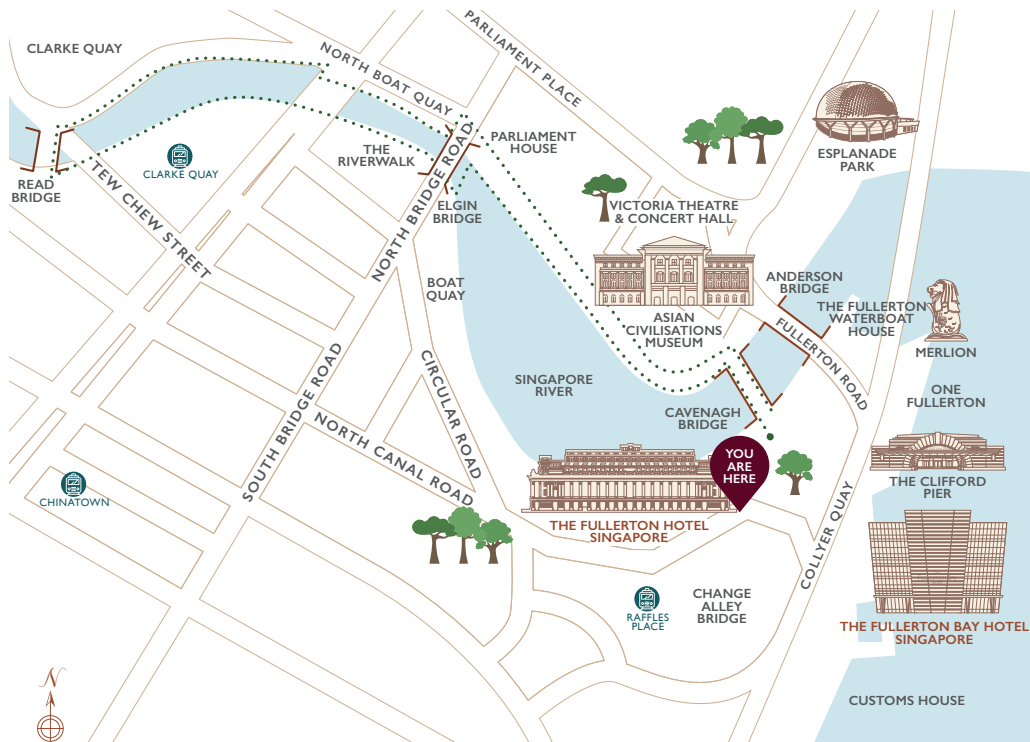 CLARKE QUAY
NORTH BOAT QUAY
PARLIAMENT PLACE
PARLIAMENT
HOUSE
THE
RIVERWALK
CLARKE QUAY
READ
BRIDGE
TEW CHEW STREET
NORTH BRIDGE ROAD
ELGIN
BRIDGE
ESPLANADE
PARK
VICTORIA THEATRE
& CONCERT HALL
ANDERSON
BRIDGE
THE FULLERTON
WATERBOAT
HOUSE
BOAT
QUAY
ASIAN
CIVILISATIONS
MUSEUM
FULLERTON ROAD
MERLION
SINGAPORE
RIVER
CIRCULAR ROAD
ONE
FULLERTON
CAVENAGH
BRIDGE
SOUTH BRIDGE ROAD
NORTH CANAL ROAD
YOU
ARE
HERE
THE CLIFFORD
PIER
CHINATOWN
THE FULLERTON HOTEL
SINGAPORE
COLLYER QUAY
RAFFLES
PLACE
CHANGE
ALLEY
BRIDGE
THE FULLERTON BAY HOTEL
SINGAPORE
N
CUSTOMS HOUSE